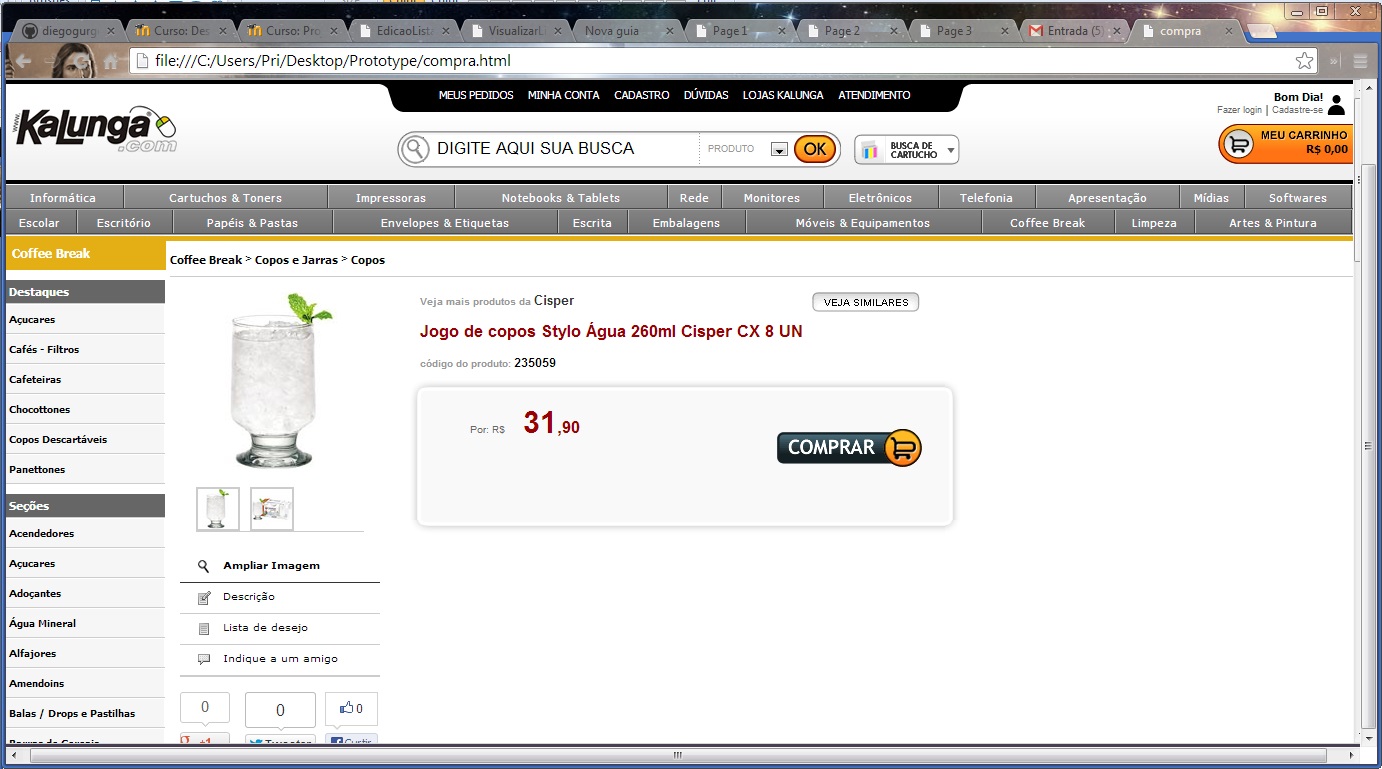 diegogurg
Curso: Des
Curso: Pro
EdicaoLista
VisualizarL
Nova guia
Page 1
Page 2
Page 3
Entrada (5)
compra
file:///C:/Users/Pri/Desktop/Prototype/compra.html
MEUS PEDIDOS MINHA CONTA CADASTRO DÚVIDAS LOJAS KALUNGA ATENDIMENTO
Bom Dia!
Fazer login | Cadastre-se
www.Kalunga.com
DIGITE AQUI SUA BUSCA PRODUTO OK
BUSCA DE
CARTUCHO
MEU CARRINHO
R$ 0,00
Informática Cartuchos & Toners Impressoras Notebooks & Tablets Rede Monitores Eletrônicos Telefonia Apresentação Mídias Softwares
Escolar Escritório Papéis & Pastas Envelopes & Etiquetas Escrita Embalagens Móveis & Equipamentos Coffee Break Limpeza Artes & Pintura
Coffee Break
Destaques
Açucares
Cafés - Filtros
Cafeteiras
Chocottones
Copos Descartáveis
Panettones
Seções
Acendedores
Açucares
Adoçantes
Água Mineral
Alfajores
Amendoins
Balas / Drops e Pastilhas
Coffee Break > Copos e Jarras > Copos
Veja mais produtos da Cisper
VEJA SIMILARES
Jogo de copos Stylo Água 260ml Cisper CX 8 UN
código do produto: 235059
Por: R$ 31,90
COMPRAR
Ampliar Imagem
Descrição
Lista de desejo
Indique a um amigo
0
0
0
+1
Tweetar
Curtir